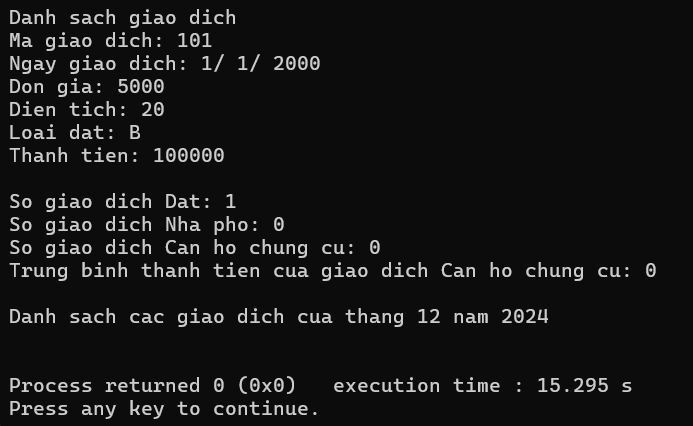 Danh sach giao dich
Ma giao dich: 101
Ngay giao dich: 1/ 1/ 2000
Don gia: 5000
Dien tich: 20
Loai dat: B
Thanh tien: 100000
So giao dich Dat: 1
So giao dich Nha pho: 0
So giao dich Can ho chung cu: 0
Trung binh thanh tien cua giao dich Can ho chung cu: 0
Danh sach cac giao dich cua thang 12 nam 2024
Process returned 0 (0x0)   execution time : 15.295 s
Press any key to continue.